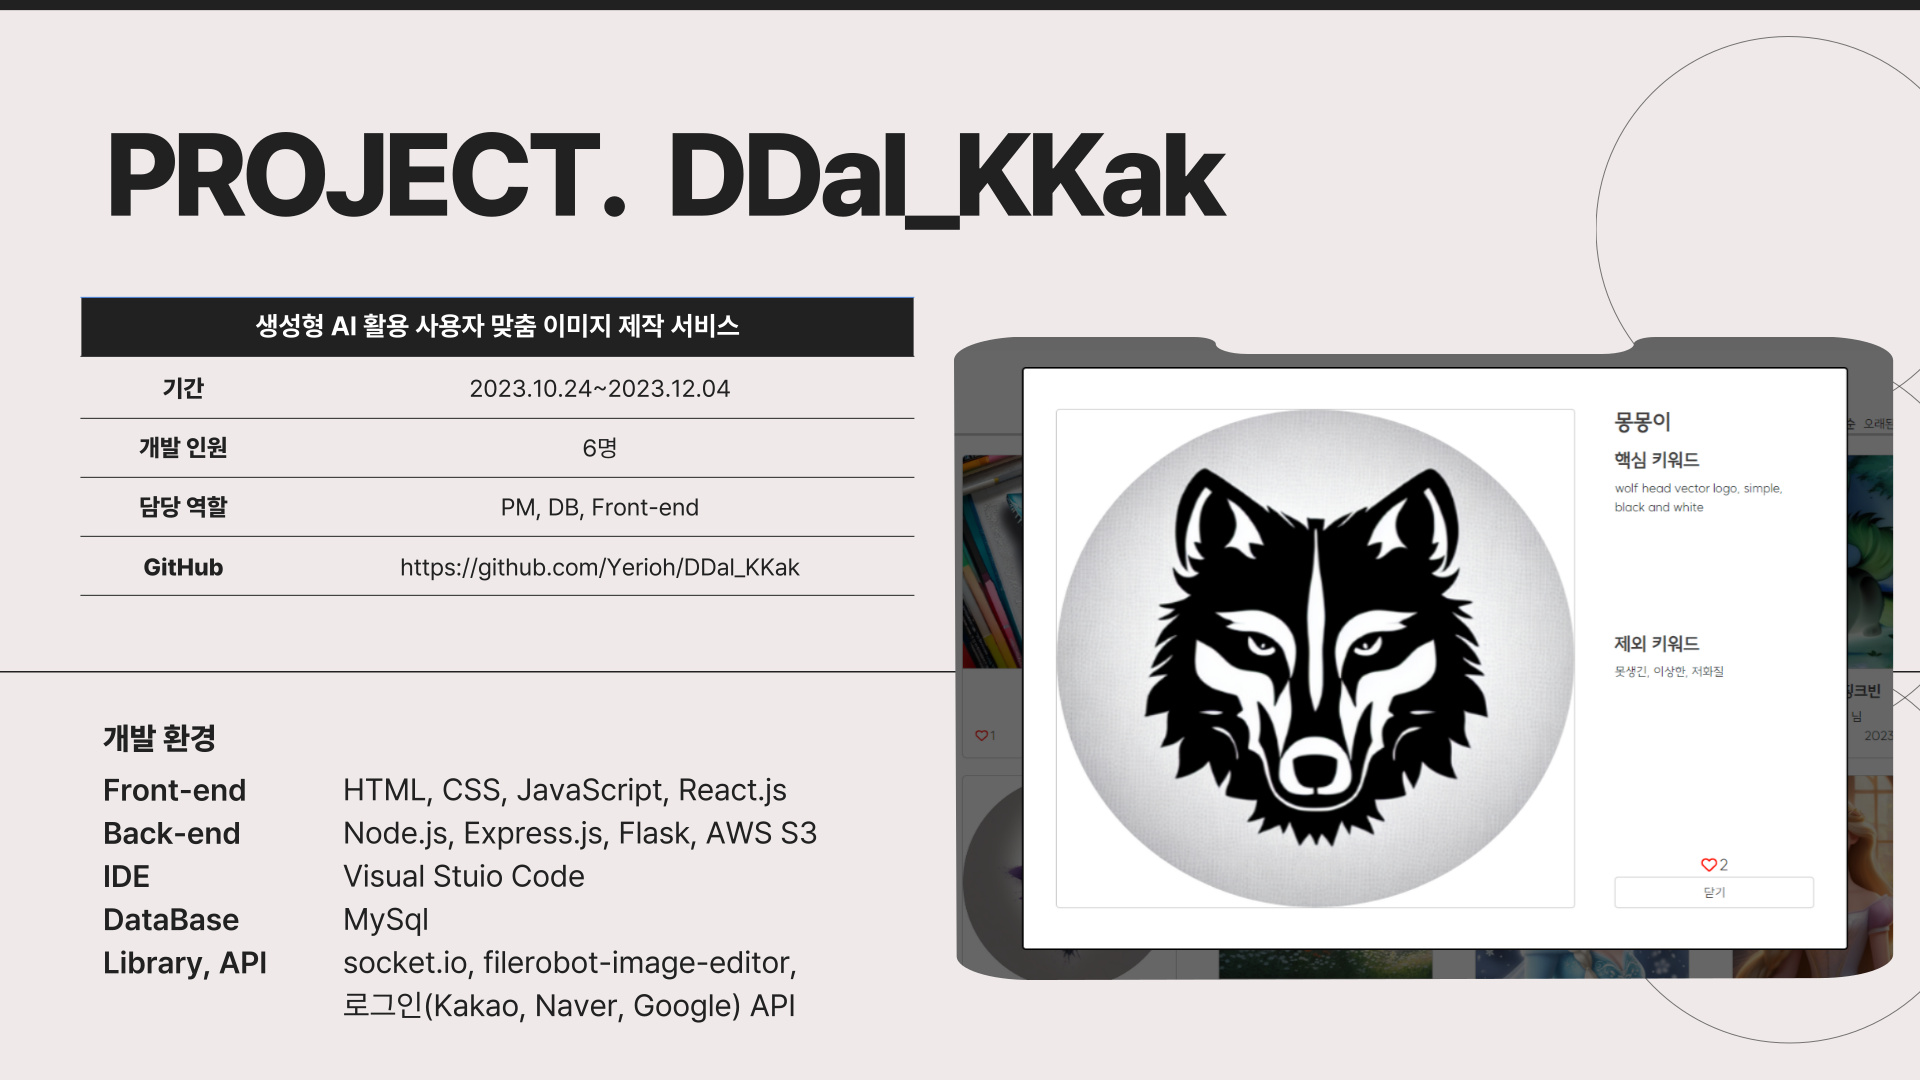 PROJECT. DDal_KKak
생성형 AI 활용 사용자 맞춤 이미지 제작 서비스
기간 2023.10.24~2023.12.04
개발 인원 6명
담당 역할 PM, DB, Front-end
GitHub https://github.com/Yerioh/DDal_KKak
개발 환경
Front-end HTML, CSS, JavaScript, React.js
Back-end Node.js, Express.js, Flask, AWS S3
IDE Visual Stuio Code
DataBase MySql
Library, API socket.io, filerobot-image-editor,
로그인(Kakao, Naver, Google) API
몽몽이
핵심 키워드
wolf head vector logo, simple,
black and white
제외 키워드
못생긴, 이상한, 저화질
2
닫기
1
순 오래된
핑크빈
님
2023